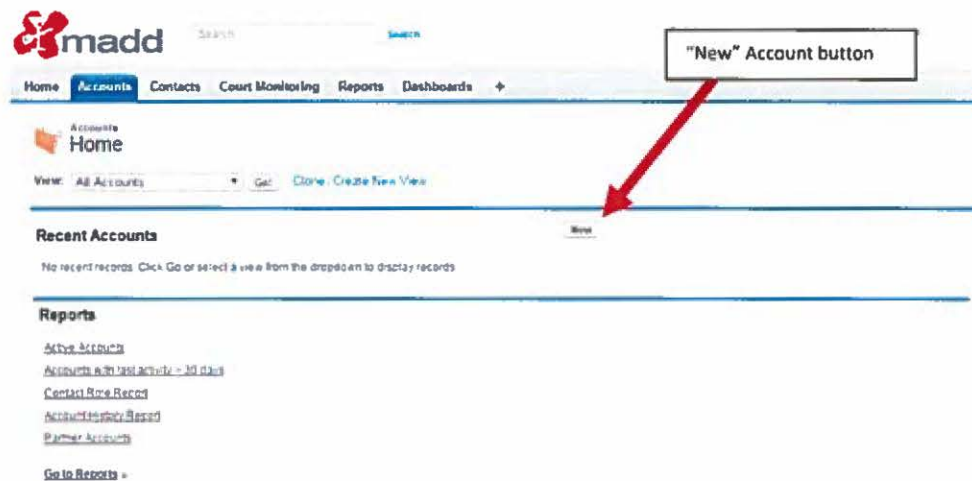 madd
Search Search
"New" Account button
Home Accounts Contacts Court Monitoring Reports Dashboards +
Accounts
Home
View: All Accounts Go! Clone Create New View
Recent Accounts New
No recent records. Click Go or select a view from the dropdown to display records
Reports
Active Accounts
Accounts with last activity > 30 days
Contact Role Report
Account History Report
Partner Accounts
Go to Reports »